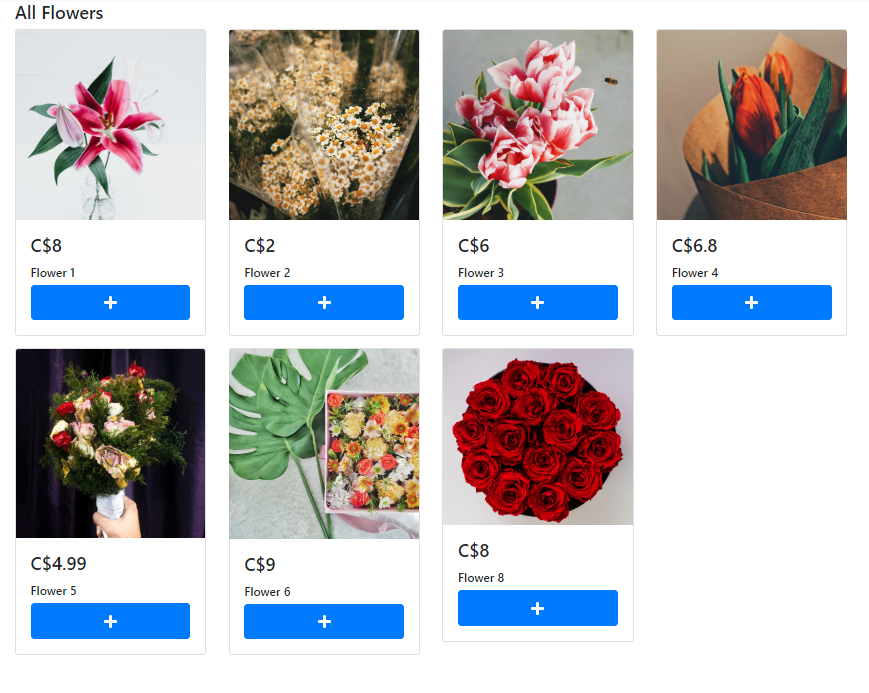 All Flowers
C$8
Flower 1
+
C$2
Flower 2
+
C$6
Flower 3
+
C$6.8
Flower 4
+
C$4.99
Flower 5
+
C$9
Flower 6
+
C$8
Flower 8
+